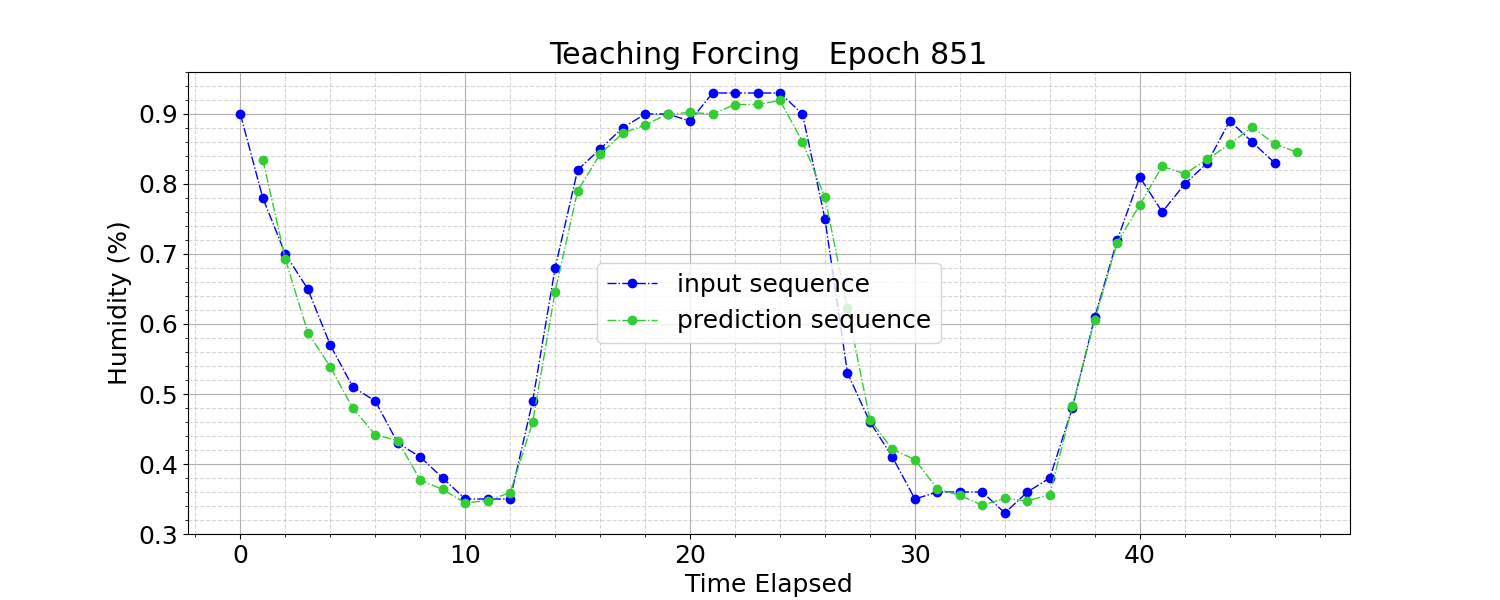 Teaching Forcing   Epoch 851
Humidity (%)
0.9
0.8
0.7
0.6
0.5
0.4
0.3
input sequence
prediction sequence
0 10 20 30 40
Time Elapsed